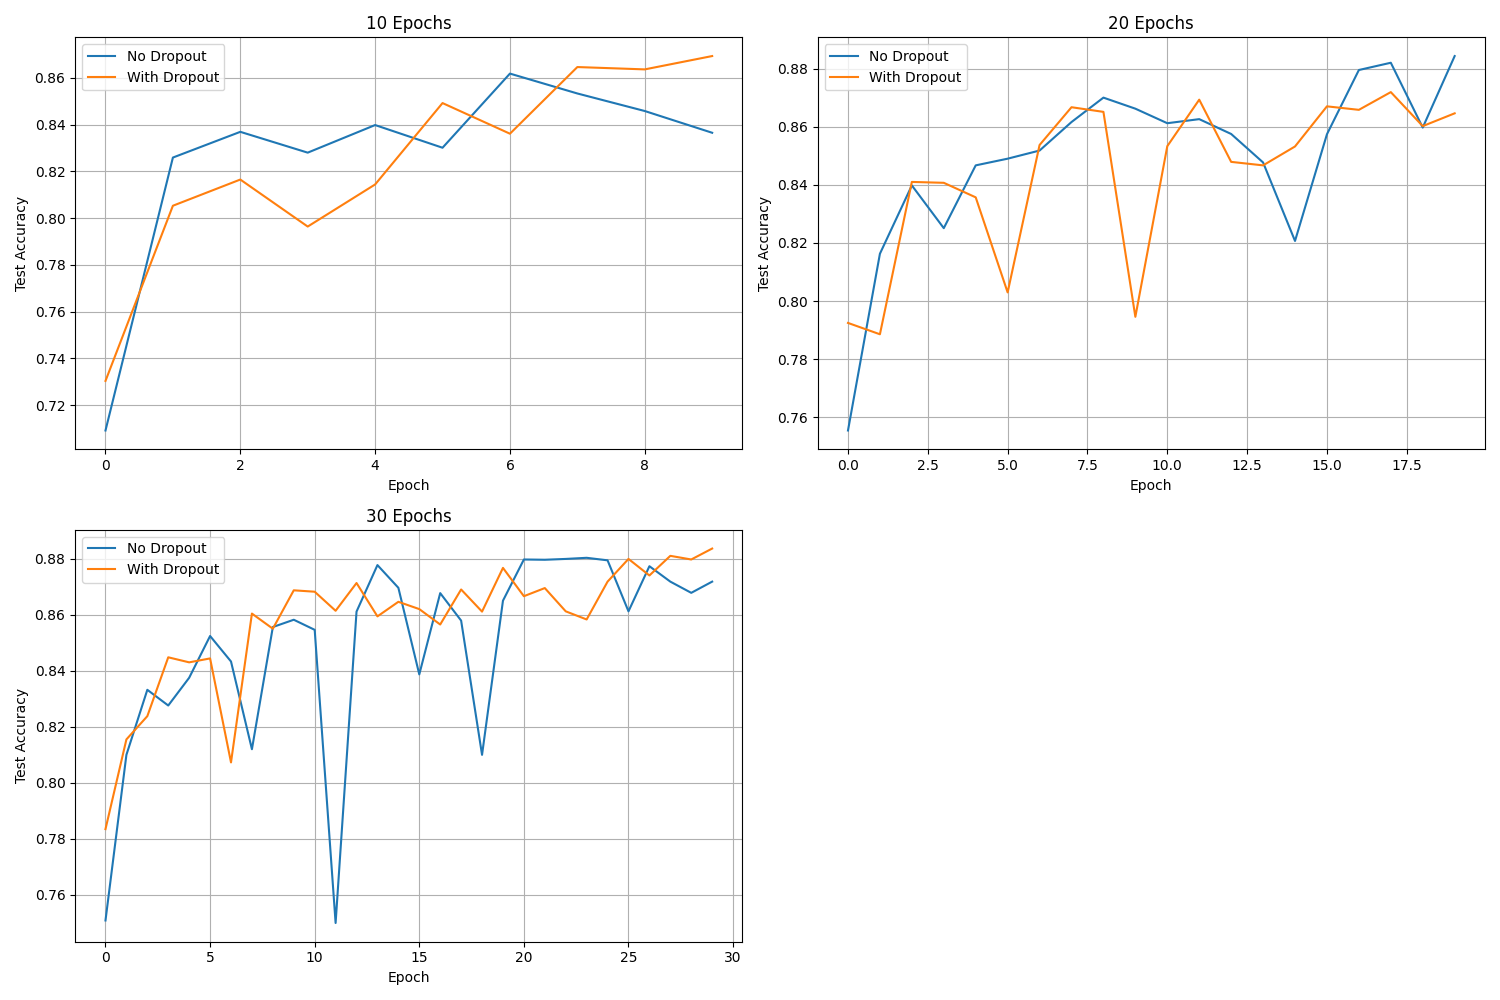 10 Epochs
No Dropout
With Dropout
0.86
0.84
0.82
0.80
0.78
0.76
0.74
0.72
Test Accuracy
0 2 4 6 8
Epoch
20 Epochs
No Dropout
With Dropout
0.88
0.86
0.84
0.82
0.80
0.78
0.76
Test Accuracy
0.0 2.5 5.0 7.5 10.0 12.5 15.0 17.5
Epoch
30 Epochs
No Dropout
With Dropout
0.88
0.86
0.84
0.82
0.80
0.78
0.76
Test Accuracy
0 5 10 15 20 25 30
Epoch